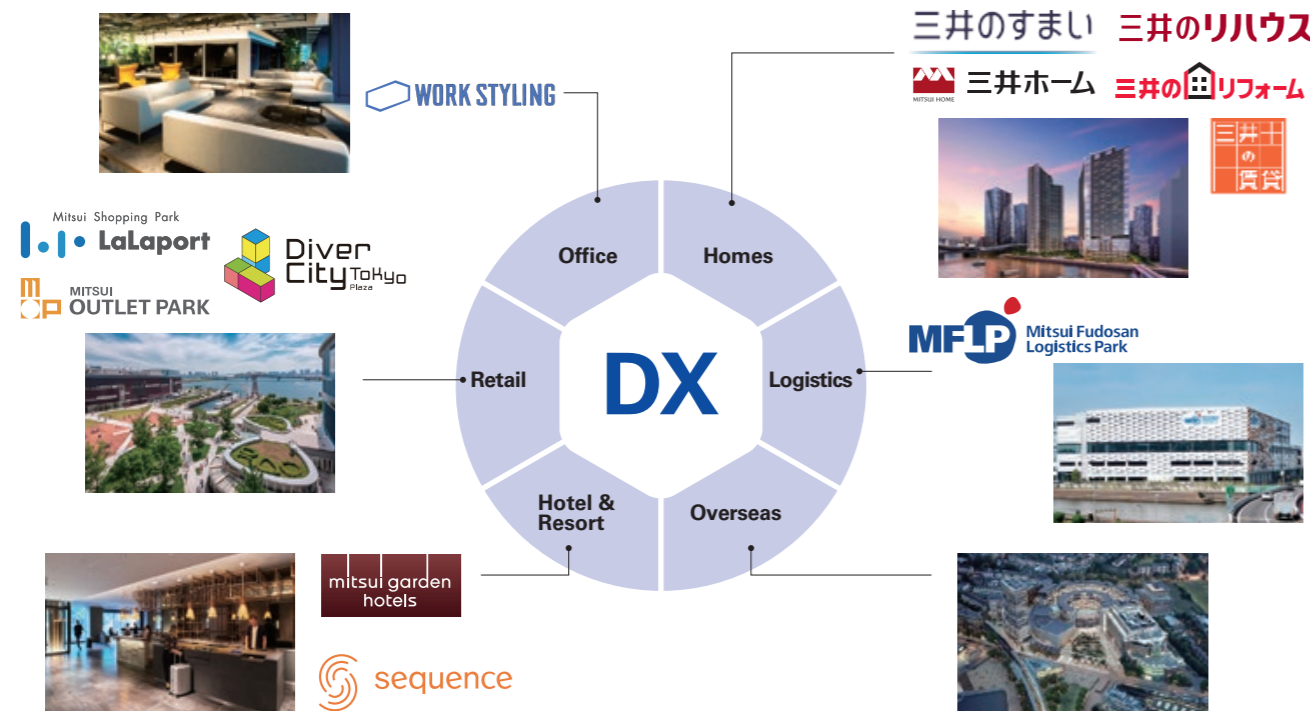 WORK STYLING
三井のすまい
三井のリハウス
MITSUI HOME
三井ホーム
三井のリフォーム
三井
の
賃貸
Mitsui Shopping Park
LaLaport
Diver
City Tokyo
Plaza
MITSUI
OUTLET PARK
Office
Homes
MFLP
Mitsui Fudosan
Logistics Park
DX
Retail
Logistics
Hotel &
Resort
Overseas
mitsui garden
hotels
sequence